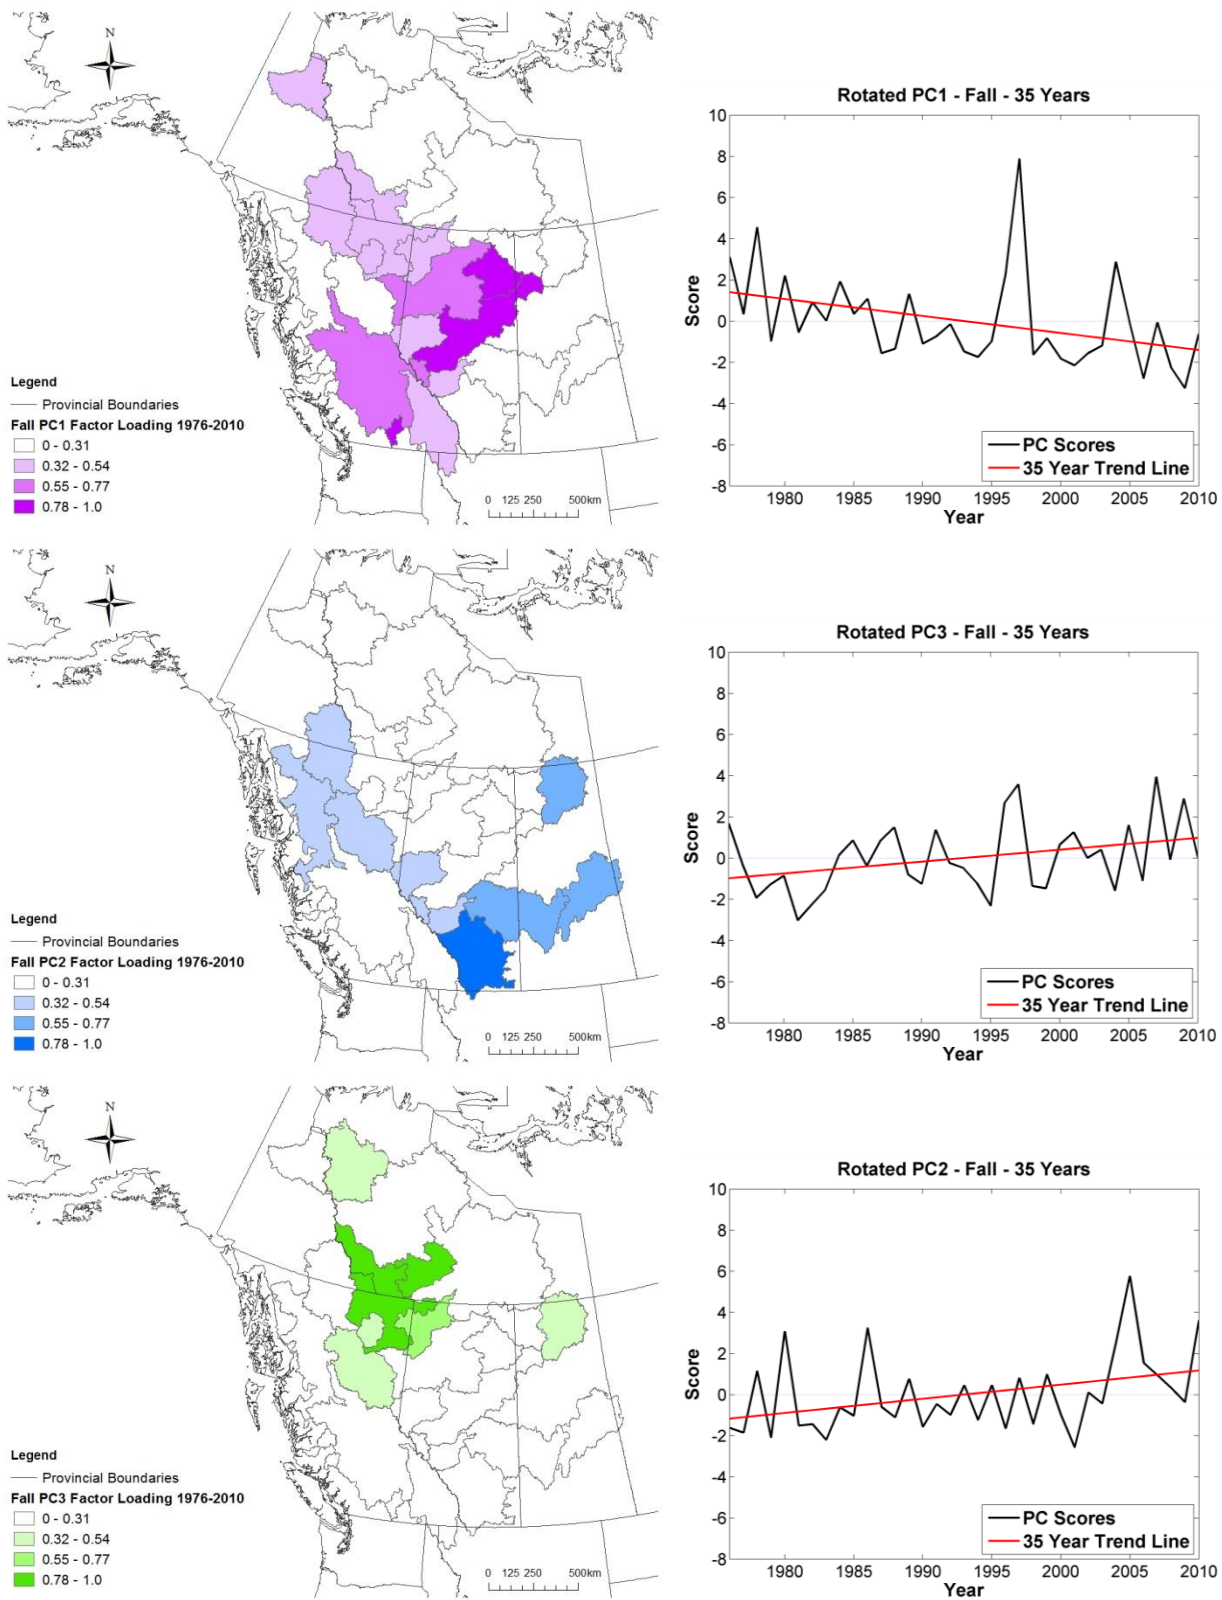 N
Legend
Provincial Boundaries
Fall PC1 Factor Loading 1976-2010
0 - 0.31
0.32 - 0.54
0.55 - 0.77
0.78 - 1.0
0 125 250 500km
Rotated PC1 - Fall - 35 Years
10
8
6
4
2
0
-2
-4
-6
-8
Score
PC Scores
35 Year Trend Line
1980 1985 1990 1995 2000 2005 2010
Year
N
Legend
Provincial Boundaries
Fall PC2 Factor Loading 1976-2010
0 - 0.31
0.32 - 0.54
0.55 - 0.77
0.78 - 1.0
0 125 250 500km
Rotated PC3 - Fall - 35 Years
10
8
6
4
2
0
-2
-4
-6
-8
Score
PC Scores
35 Year Trend Line
1980 1985 1990 1995 2000 2005 2010
Year
N
Legend
Provincial Boundaries
Fall PC3 Factor Loading 1976-2010
0 - 0.31
0.32 - 0.54
0.55 - 0.77
0.78 - 1.0
0 125 250 500km
Rotated PC2 - Fall - 35 Years
10
8
6
4
2
0
-2
-4
-6
-8
Score
PC Scores
35 Year Trend Line
1980 1985 1990 1995 2000 2005 2010
Year